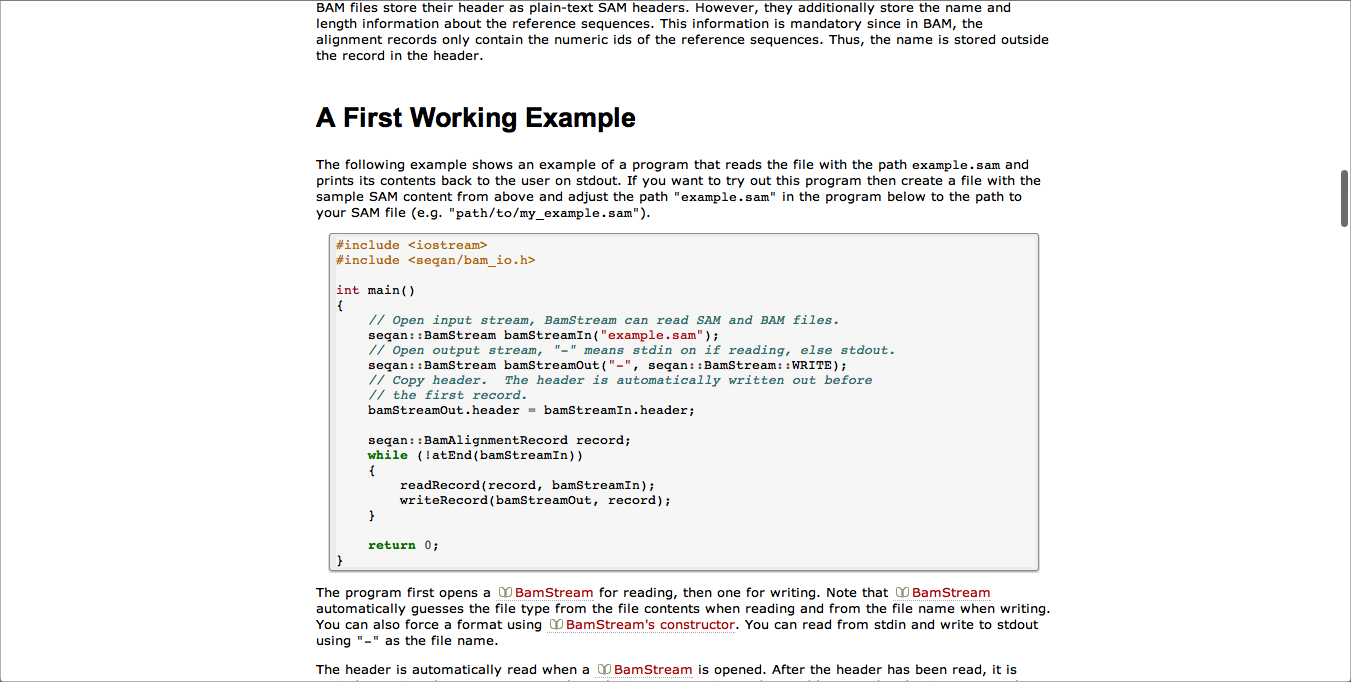 BAM files store their header as plain-text SAM headers. However, they additionally store the name and
length information about the reference sequences. This information is mandatory since in BAM, the
alignment records only contain the numeric ids of the reference sequences. Thus, the name is stored outside
the record in the header.
A First Working Example
The following example shows an example of a program that reads the file with the path example.sam and
prints its contents back to the user on stdout. If you want to try out this program then create a file with the
sample SAM content from above and adjust the path "example.sam" in the program below to the path to
your SAM file (e.g. "path/to/my_example.sam").
#include <iostream>
#include <seqan/bam_io.h>
int main()
{
    // Open input stream, BamStream can read SAM and BAM files.
    seqan::BamStream bamStreamIn("example.sam");
    // Open output stream, "-" means stdin on if reading, else stdout.
    seqan::BamStream bamStreamOut("-", seqan::BamStream::WRITE);
    // Copy header.  The header is automatically written out before
    // the first record.
    bamStreamOut.header = bamStreamIn.header;
    seqan::BamAlignmentRecord record;
    while (!atEnd(bamStreamIn))
    {
        readRecord(record, bamStreamIn);
        writeRecord(bamStreamOut, record);
    }
    return 0;
}
The program first opens a BamStream for reading, then one for writing. Note that BamStream
automatically guesses the file type from the file contents when reading and from the file name when writing.
You can also force a format using BamStream's constructor. You can read from stdin and write to stdout
using "-" as the file name.
The header is automatically read when a BamStream is opened. After the header has been read, it is